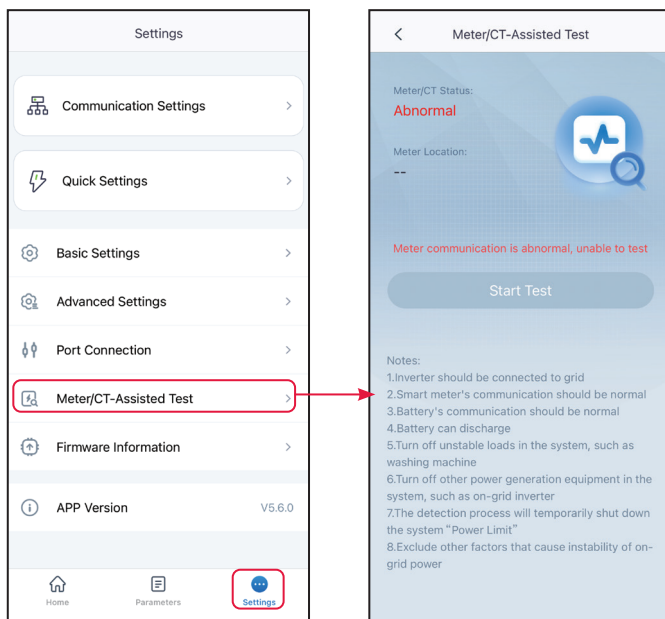 Settings
Communication Settings
Quick Settings
Basic Settings
Advanced Settings
Port Connection
Meter/CT-Assisted Test
Firmware Information
APP Version V5.6.0
Home Parameters Settings
Meter/CT-Assisted Test
Meter/CT Status:
Abnormal
Meter Location:
--
Meter communication is abnormal, unable to test
Start Test
Notes:
1.Inverter should be connected to grid
2.Smart meter's communication should be normal
3.Battery's communication should be normal
4.Battery can discharge
5.Turn off unstable loads in the system, such as
washing machine
6.Turn off other power generation equipment in the
system, such as on-grid inverter
7.The detection process will temporarily shut down
the system “Power Limit”
8.Exclude other factors that cause instability of on-
grid power